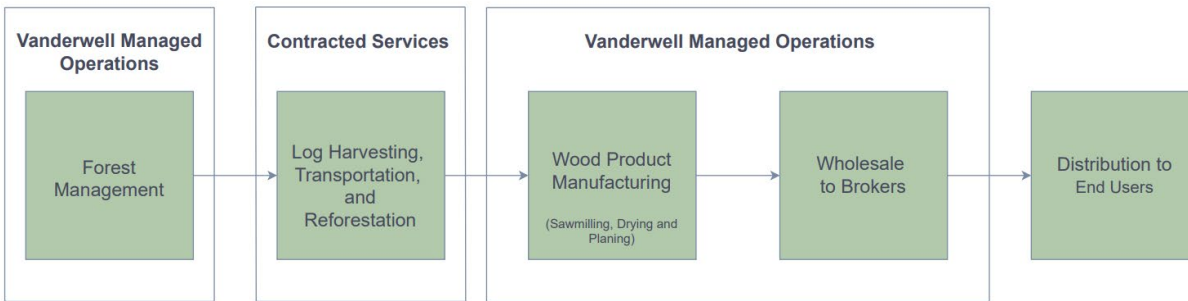 Vanderwell Managed
Operations
Forest
Management
Contracted Services
Log Harvesting,
Transportation,
and
Reforestation
Vanderwell Managed Operations
Wood Product
Manufacturing
(Sawmilling, Drying and
Planing)
Wholesale
to Brokers
Distribution to
End Users